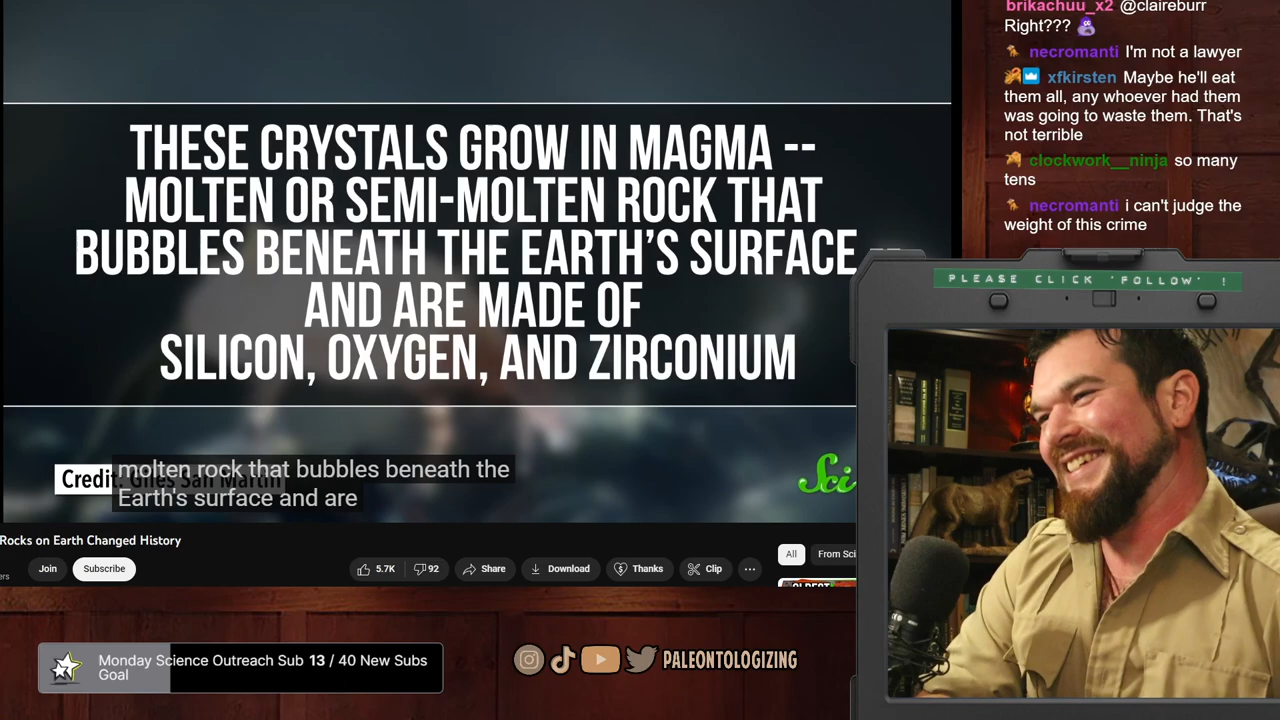 THESE CRYSTALS GROW IN MAGMA --
MOLTEN OR SEMI-MOLTEN ROCK THAT
BUBBLES BENEATH THE EARTH'S SURFACE
AND ARE MADE OF
SILICON, OXYGEN, AND ZIRCONIUM
Credit: Giles San Martin
molten rock that bubbles beneath the
Earth's surface and are
Sci
Rocks on Earth Changed History
ers
Join
Subscribe
5.7K
92
Share
Download
Thanks
Clip
...
All
From Sci
OLDEST
Monday Science Outreach Sub 13 / 40 New Subs
Goal
PALEONTOLOGIZING
brikachuu_x2 @claireburr
Right???
necromanti I'm not a lawyer
xfkirsten Maybe he'll eat
them all, any whoever had them
was going to waste them. That's
not terrible
clockwork__ninja so many
tens
necromanti i can't judge the
weight of this crime
PLEASE CLICK 'FOLLOW' !